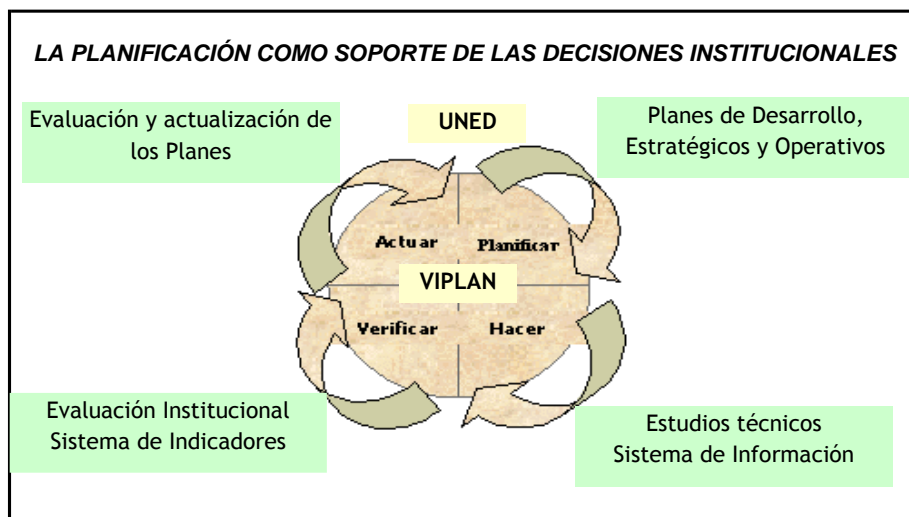 LA PLANIFICACIÓN COMO SOPORTE DE LAS DECISIONES INSTITUCIONALES
Evaluación y actualización de
los Planes
UNED
Planes de Desarrollo,
Estratégicos y Operativos
Actuar
Planificar
VIPLAN
Verificar
Hacer
Evaluación Institucional
Sistema de Indicadores
Estudios técnicos
Sistema de Información